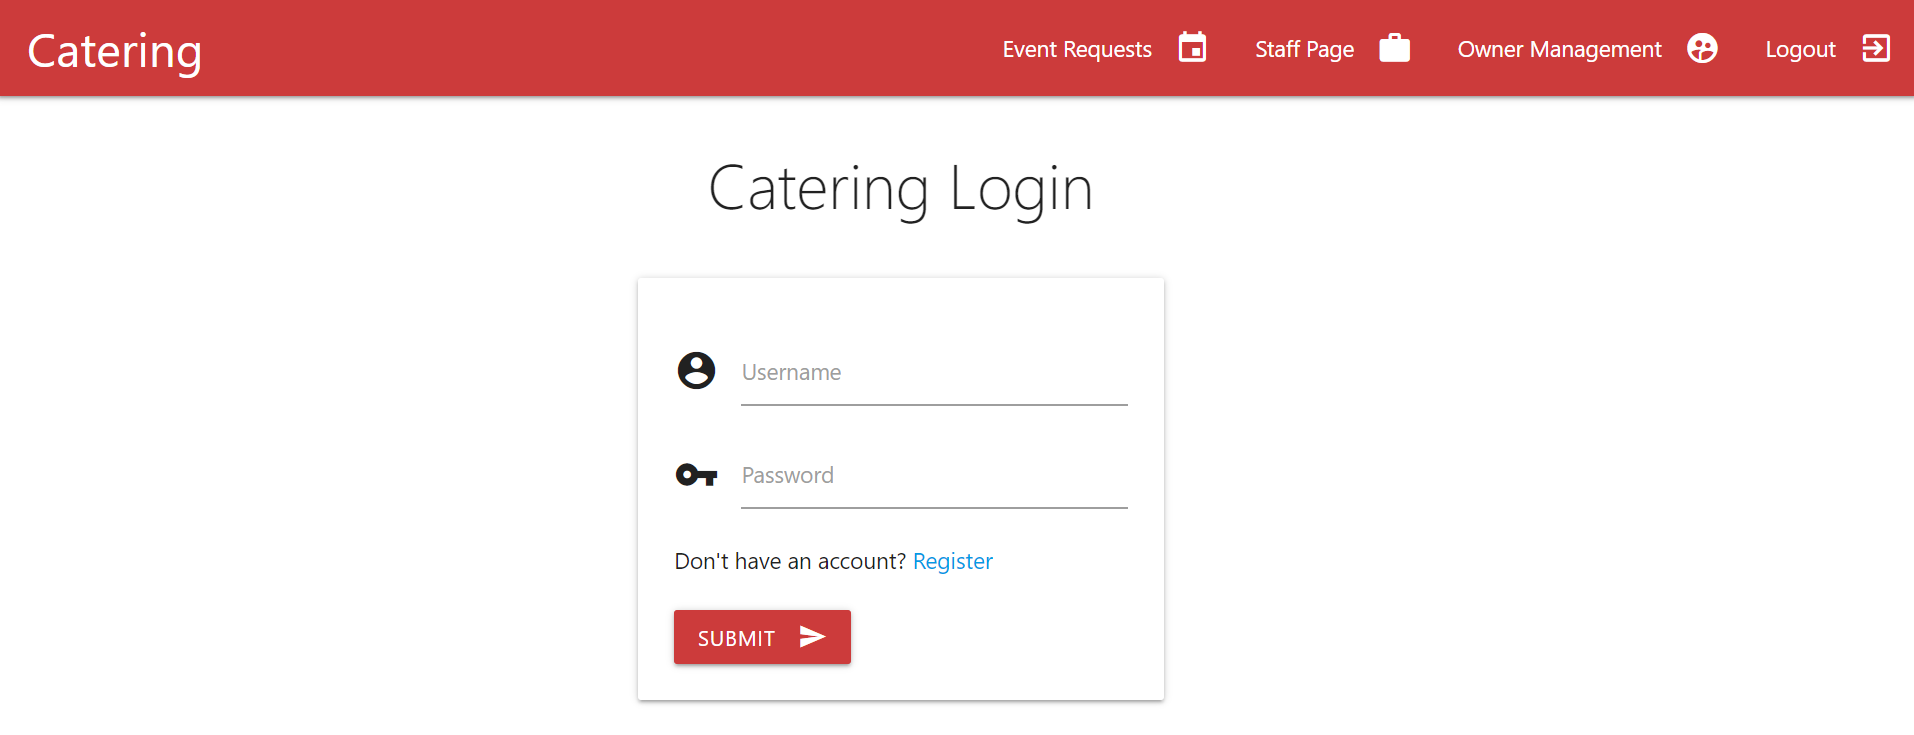 Catering
Event Requests Staff Page Owner Management Logout
Catering Login
Username
Password
Don't have an account? Register
SUBMIT